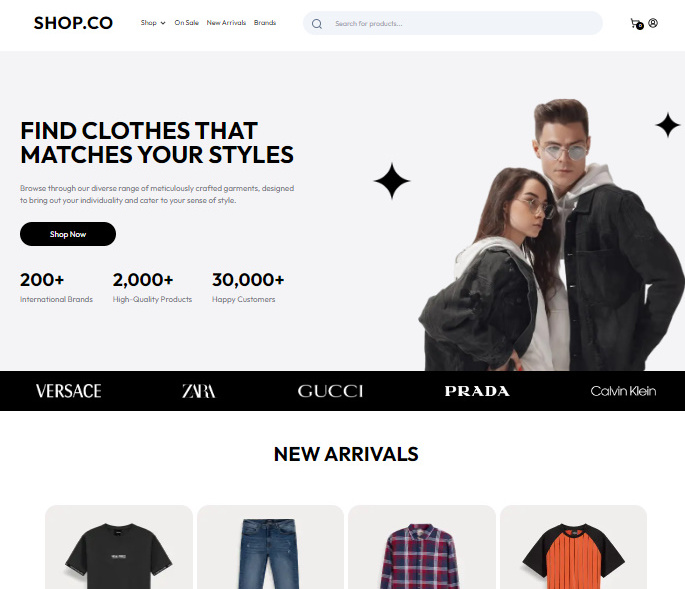 SHOP.CO
Shop
On Sale
New Arrivals
Brands
Search for products...
FIND CLOTHES THAT
MATCHES YOUR STYLES
Browse through our diverse range of meticulously crafted garments, designed
to bring out your individuality and cater to your sense of style.
Shop Now
200+
2,000+
30,000+
International Brands
High-Quality Products
Happy Customers
VERSACE
ZARA
GUCCI
PRADA
Calvin Klein
NEW ARRIVALS